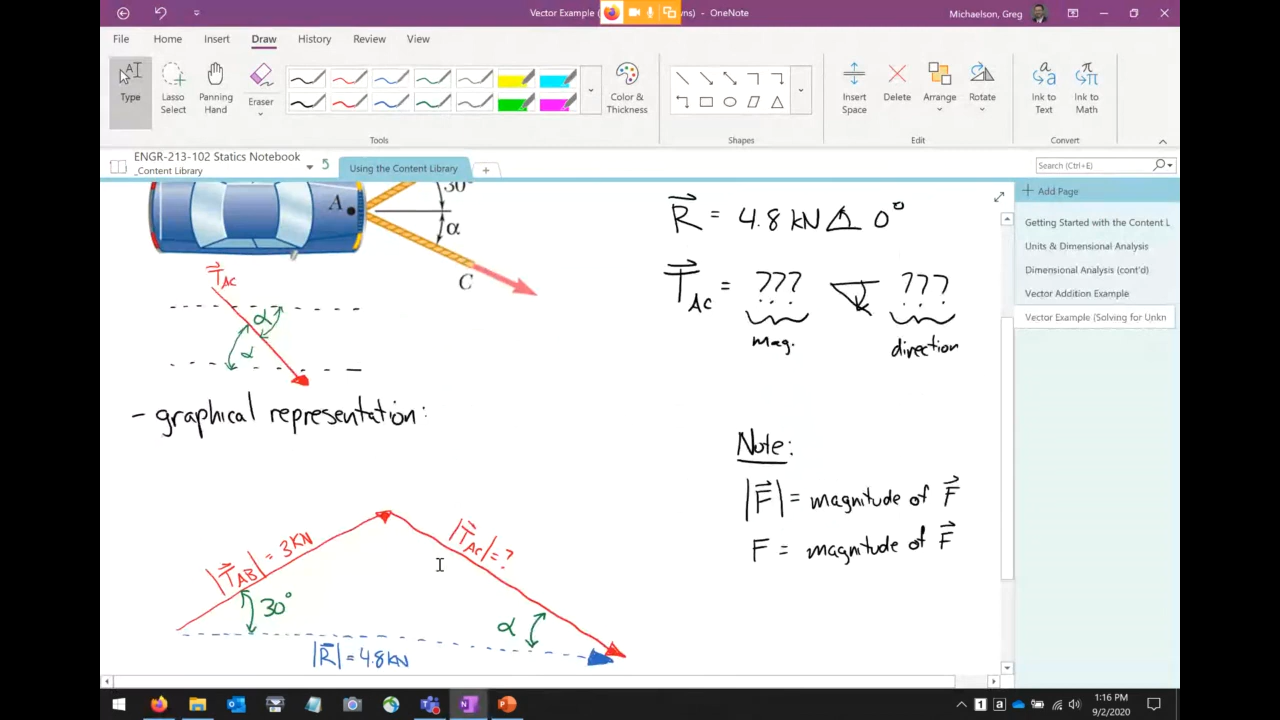 Vector Example (
wns) - OneNote
Michaelson, Greg
File Home Insert Draw History Review View
Type
Lasso Select
Panning Hand
Eraser
Color & Thickness
Insert Space
Delete
Arrange
Rotate
Ink to Text
Ink to Math
Tools
Shapes
Edit
Convert
ENGR-213-102 Statics Notebook
_Content Library
Using the Content Library
Search (Ctrl+E)
Add Page
Getting Started with the Content L
Units & Dimensional Analysis
Dimensional Analysis (cont'd)
Vector Addition Example
Vector Example (Solving for Unkn
30°
A
α
C
T⃗AC
α
α
R⃗ = 4.8 kN ∡ 0°
T⃗AC = ??? ∡ ???
mag. direction
- graphical representation:
Note:
|F⃗| = magnitude of F⃗
F = magnitude of F⃗
|T⃗AB| = 3KN
|T⃗AC| = ?
30°
α
|R⃗| = 4.8kN
1:16 PM
9/2/2020